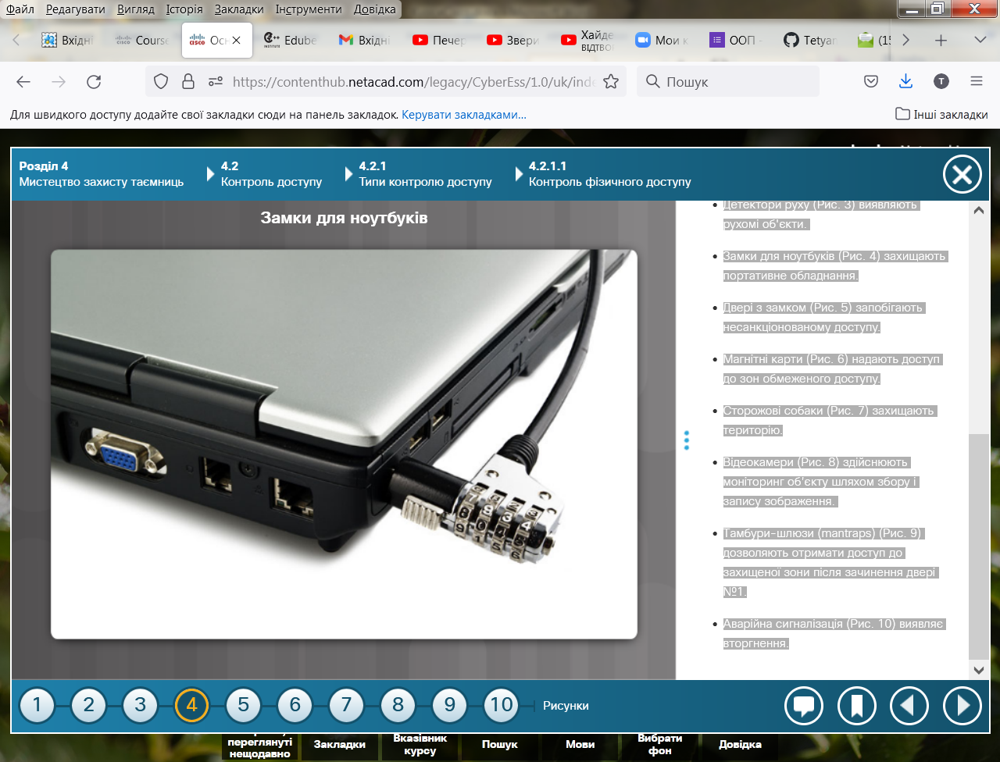 Файл Редагувати Вигляд Історія Закладки Інструменти Довідка
Вхідні
Course
Осн
Edube
Вхідні
Печер
Звери
Хайде
ВІДТВО
Мои к
ООП -
Tetyan
(15
https://contenthub.netacad.com/legacy/CyberEss/1.0/uk/inde
Пошук
T
Для швидкого доступу додайте свої закладки сюди на панель закладок. Керувати закладками...
Інші закладки
Розділ 4
Мистецтво захисту таємниць
4.2
Контроль доступу
4.2.1
Типи контролю доступу
4.2.1.1
Контроль фізичного доступу
Замки для ноутбуків
• Детектори руху (Рис. 3) виявляють
рухомі об'єкти.
• Замки для ноутбуків (Рис. 4) захищають
портативне обладнання.
• Двері з замком (Рис. 5) запобігають
несанкціонованому доступу.
• Магнітні карти (Рис. 6) надають доступ
до зон обмеженого доступу.
• Сторожові собаки (Рис. 7) захищають
територію.
• Відеокамери (Рис. 8) здійснюють
моніторинг об'єкту шляхом збору і
запису зображення.
• Тамбури-шлюзи (mantraps) (Рис. 9)
дозволяють отримати доступ до
захищеної зони після зачинення двері
№1.
• Аварійна сигналізація (Рис. 10) виявляє
вторгнення.
1 2 3 4 5 6 7 8 9 10 Рисунки
переглянуті
нещодавно
Закладки
Вказівник
курсу
Пошук
Мови
Вибрати
фон
Довідка